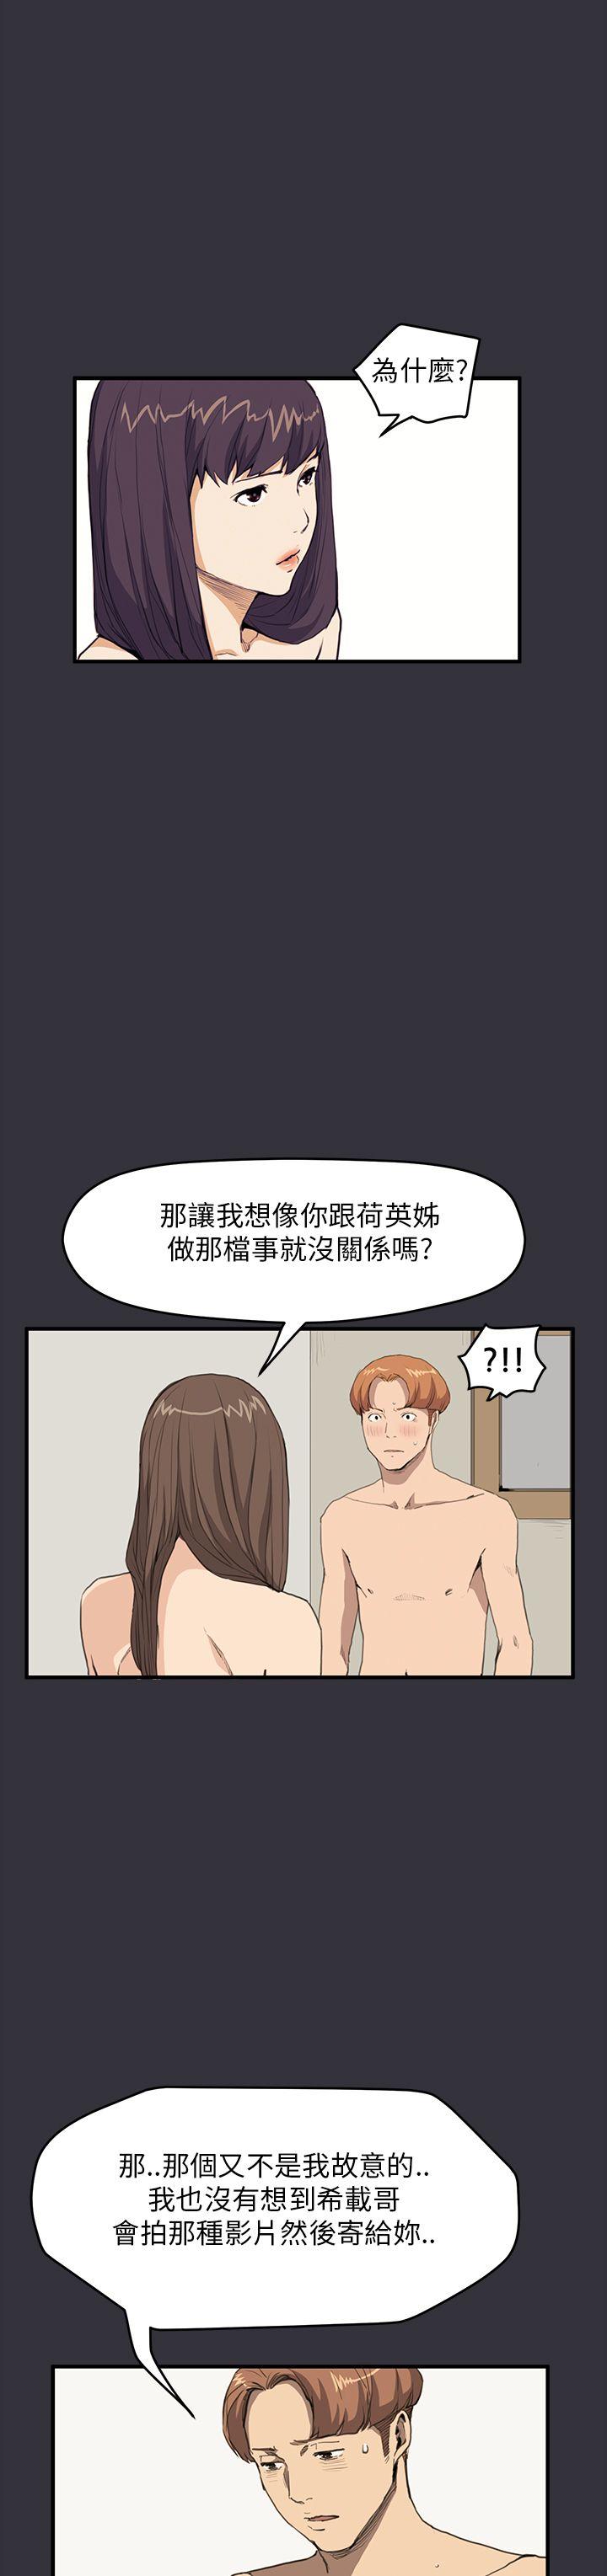 為什麼?
那讓我想像你跟荷英姊
做那檔事就沒關係嗎?
?!!
那..那個又不是我故意的..
我也沒有想到希載哥
會拍那種影片然後寄給妳..